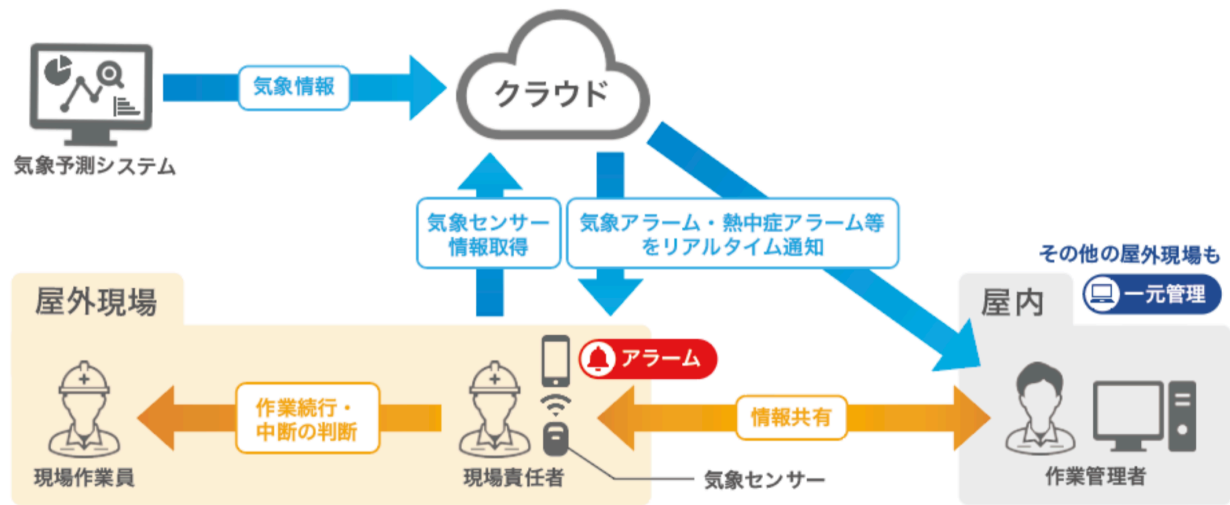 気象情報
クラウド
気象予測システム
気象センサー
情報取得
気象アラーム・熱中症アラーム等
をリアルタイム通知
その他の屋外現場も
一元管理
屋外現場
屋内
アラーム
作業続行・
中断の判断
情報共有
現場作業員
現場責任者
気象センサー
作業管理者